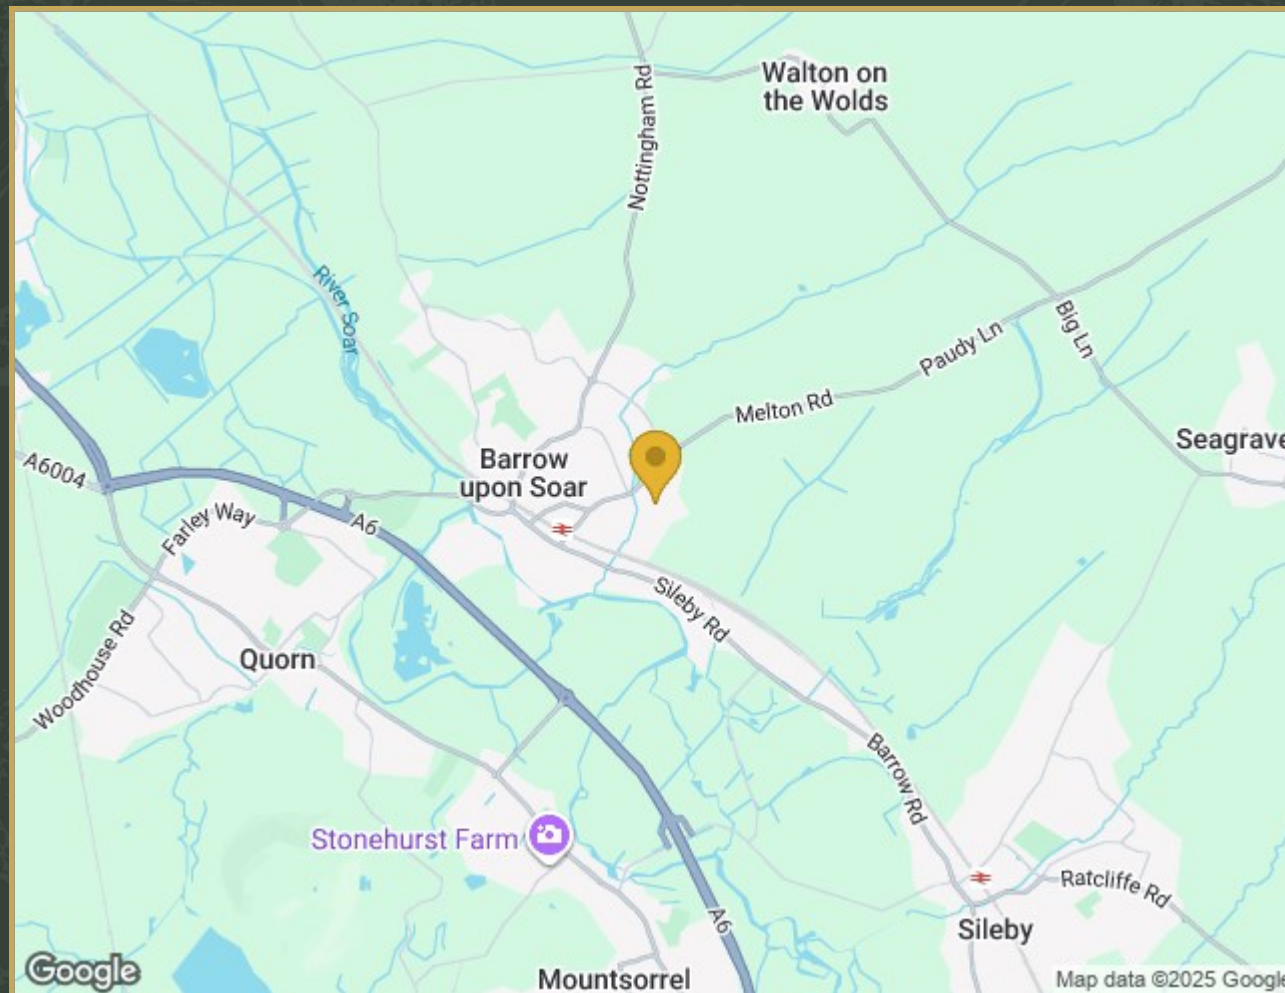 Walton on
the Wolds
Nottingham Rd
River Soar
Big Ln
Paudy Ln
Melton Rd
Seagrave
Barrow
upon Soar
A6004
Farley Way
A6
Sileby Rd
Woodhouse Rd
Quorn
Barrow Rd
Stonehurst Farm
Ratcliffe Rd
A6
Sileby
Mountsorrel
Google
Map data ©2025 Google